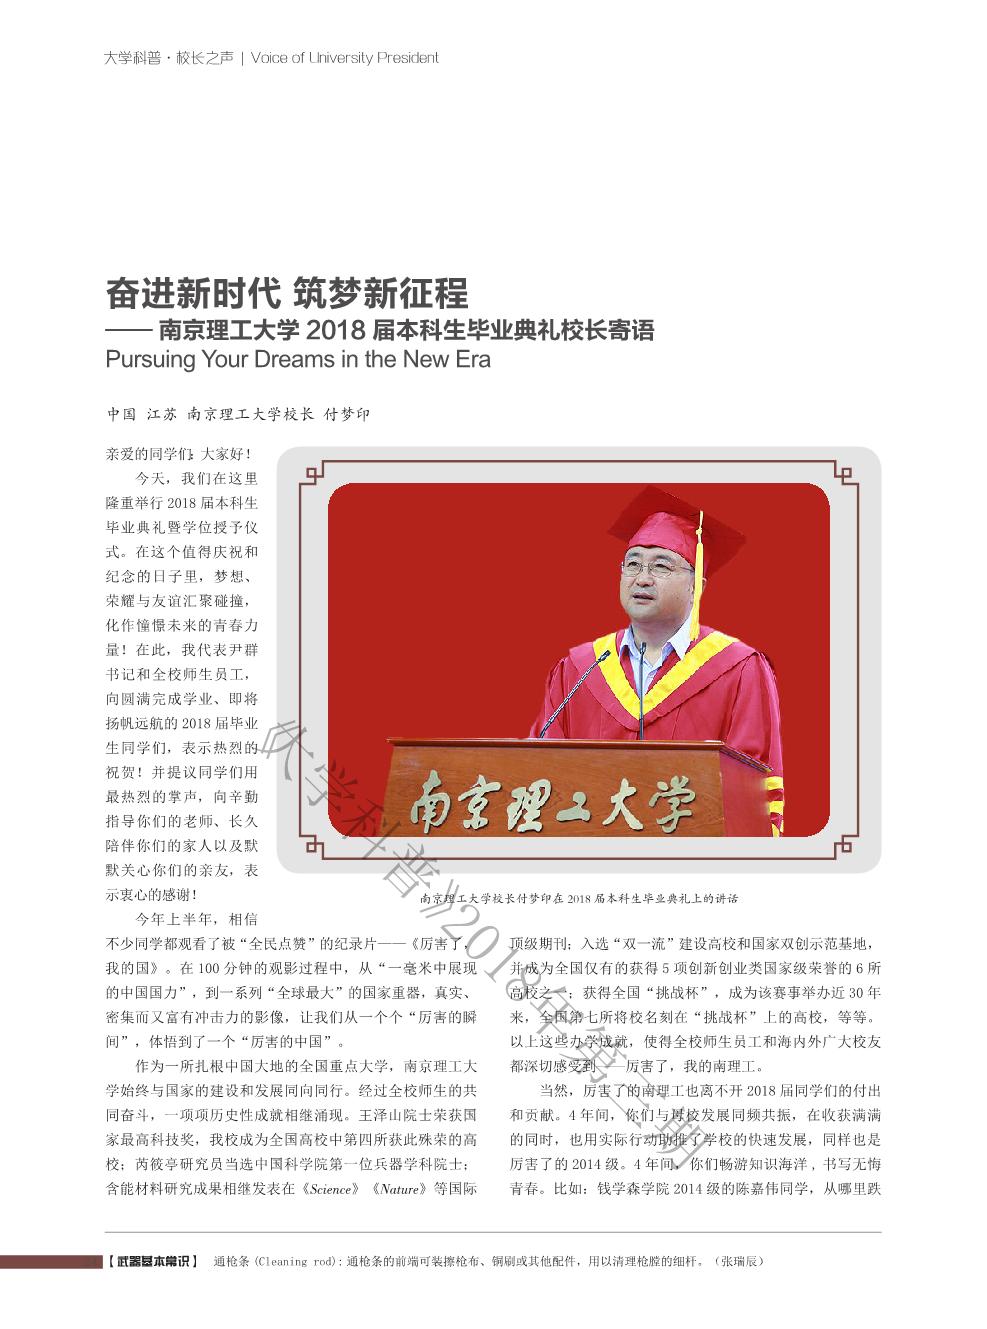 大学科普·校长之声 | Voice of University President
奋进新时代 筑梦新征程
—— 南京理工大学 2018 届本科生毕业典礼校长寄语
Pursuing Your Dreams in the New Era
中国 江苏 南京理工大学校长 付梦印
亲爱的同学们：大家好！
今天，我们在这里
隆重举行 2018 届本科生
毕业典礼暨学位授予仪
式。在这个值得庆祝和
纪念的日子里，梦想、
荣耀与友谊汇聚碰撞，
化作憧憬未来的青春力
量！在此，我代表尹群
书记和全校师生员工，
向圆满完成学业、即将
扬帆远航的 2018 届毕业
生同学们，表示热烈的
祝贺！并提议同学们用
最热烈的掌声，向辛勤
指导你们的老师、长久
陪伴你们的家人以及默
默关心你们的亲友，表
示衷心的感谢！
今年上半年，相信
不少同学都观看了被“全民点赞”的纪录片——《厉害了，
我的国》。在 100 分钟的观影过程中，从“一毫米中展现
的中国国力”，到一系列“全球最大”的国家重器，真实、
密集而又富有冲击力的影像，让我们从一个个“厉害的瞬
间”，体悟到了一个“厉害的中国”。
作为一所扎根中国大地的全国重点大学，南京理工大
学始终与国家的建设和发展同向同行。经过全校师生的共
同奋斗，一项项历史性成就相继涌现。王泽山院士荣获国
家最高科技奖，我校成为全国高校中第四所获此殊荣的高
校；芮筱亭研究员当选中国科学院第一位兵器学科院士；
含能材料研究成果相继发表在《Science》《Nature》等国际
南京理工大学
南京理工大学校长付梦印在 2018 届本科生毕业典礼上的讲话
顶级期刊；入选“双一流”建设高校和国家双创示范基地，
并成为全国仅有的获得 5 项创新创业类国家级荣誉的 6 所
高校之一；获得全国“挑战杯”，成为该赛事举办近 30 年
来，全国第七所将校名刻在“挑战杯”上的高校，等等。
以上这些办学成就，使得全校师生员工和海内外广大校友
都深切感受到——厉害了，我的南理工。
当然，厉害了的南理工也离不开 2018 届同学们的付出
和贡献。4 年间，你们与母校发展同频共振，在收获满满
的同时，也用实际行动助推了学校的快速发展，同样也是
厉害了的 2014 级。4 年间，你们畅游知识海洋 , 书写无悔
青春。比如：钱学森学院 2014 级的陈嘉伟同学，从哪里跌
《大学科普》2018年第三期
【武器基本常识】 通枪条 (Cleaning rod)：通枪条的前端可装擦枪布、铜刷或其他配件，用以清理枪膛的细杆。（张瑞辰）